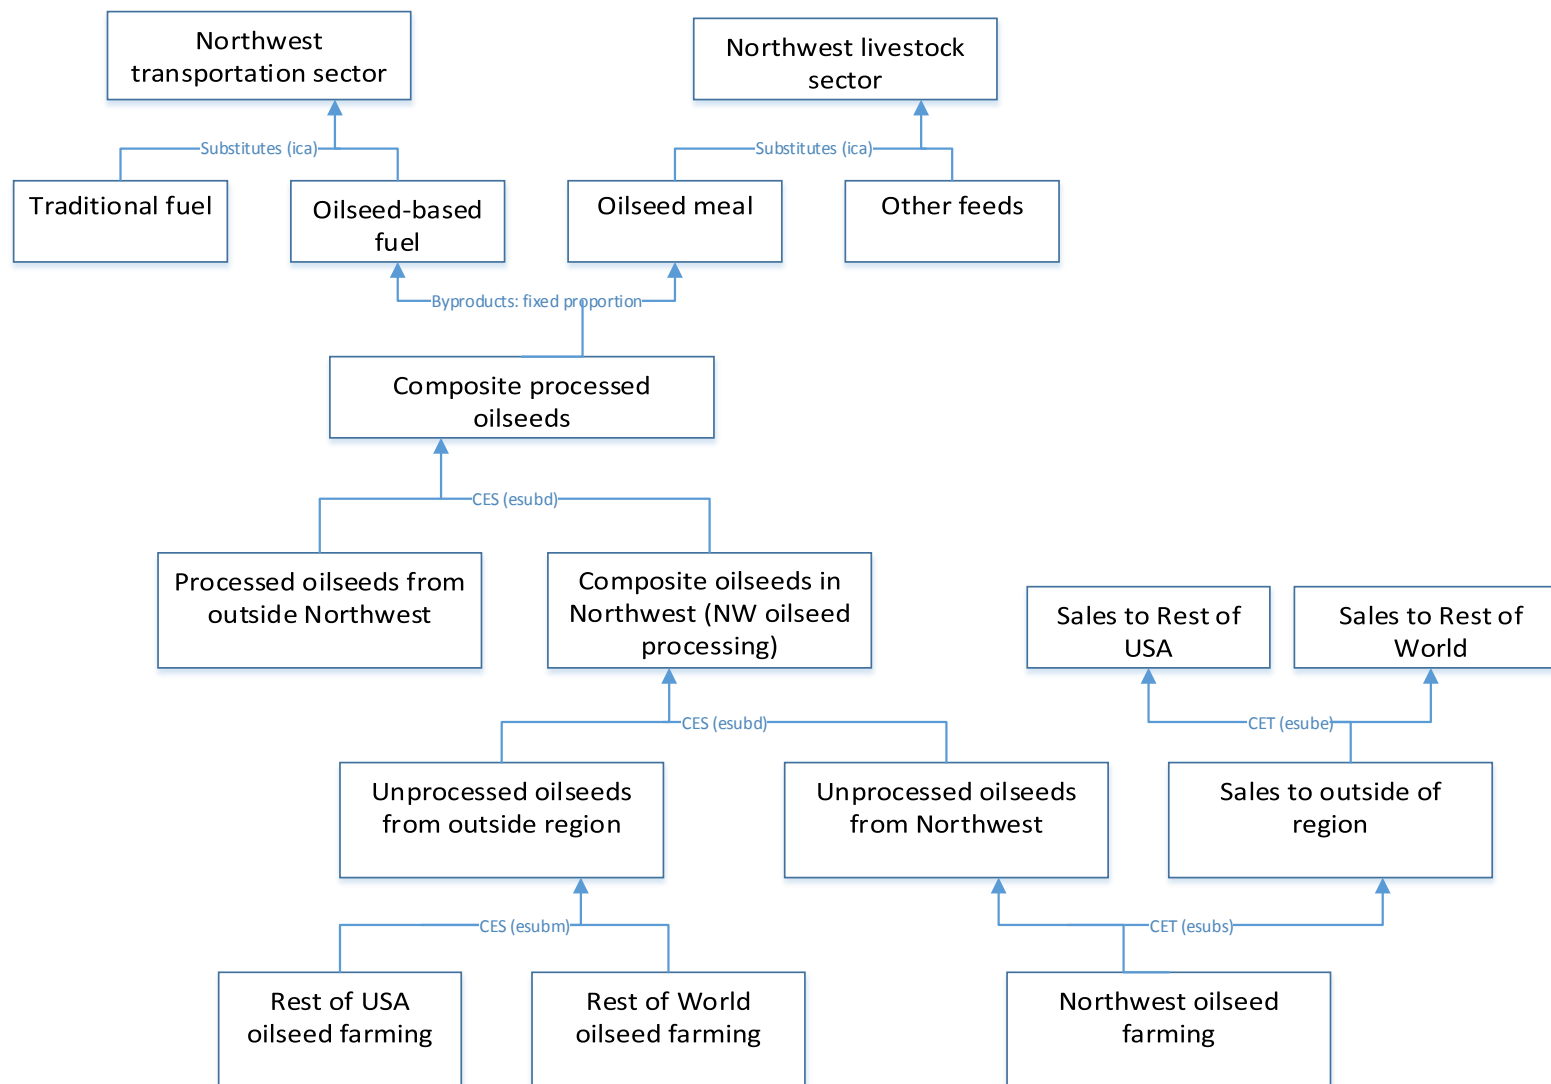 Northwest
transportation sector
Northwest livestock
sector
Substitutes (ica)
Substitutes (ica)
Traditional fuel
Oilseed-based
fuel
Oilseed meal
Other feeds
Byproducts: fixed proportion
Composite processed
oilseeds
CES (esubd)
Processed oilseeds from
outside Northwest
Composite oilseeds in
Northwest (NW oilseed
processing)
Sales to Rest of
USA
Sales to Rest of
World
CES (esubd)
CET (esube)
Unprocessed oilseeds
from outside region
Unprocessed oilseeds
from Northwest
Sales to outside of
region
CES (esubm)
CET (esubs)
Rest of USA
oilseed farming
Rest of World
oilseed farming
Northwest oilseed
farming